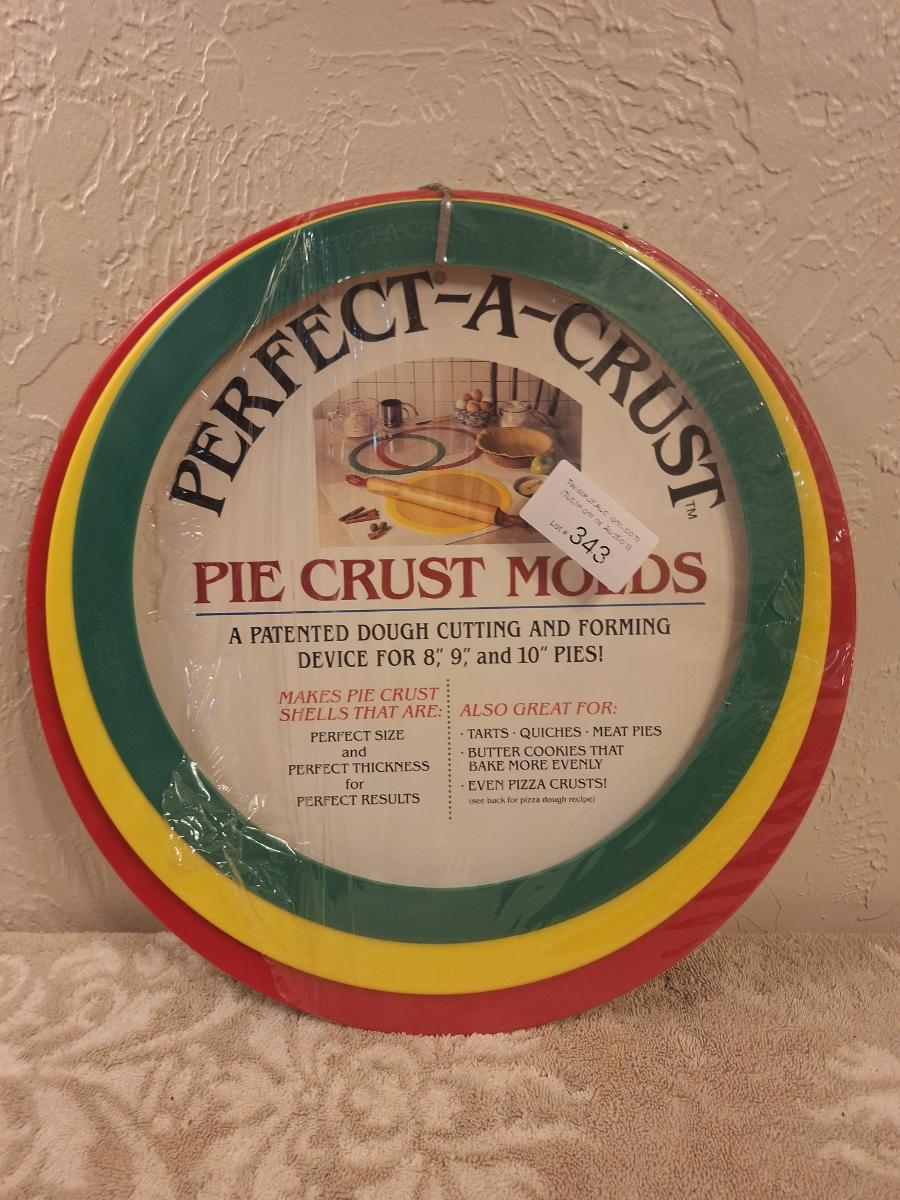 PERFECT-A-CRUST
PERFECT®-A-CRUST™
Lot# 343
PIE CRUST MOLDS
A PATENTED DOUGH CUTTING AND FORMING
DEVICE FOR 8", 9", and 10" PIES!
MAKES PIE CRUST
SHELLS THAT ARE:
PERFECT SIZE
and
PERFECT THICKNESS
for
PERFECT RESULTS
ALSO GREAT FOR:
· TARTS · QUICHES · MEAT PIES
· BUTTER COOKIES THAT
BAKE MORE EVENLY
· EVEN PIZZA CRUSTS!
(see back for pizza dough recipe)